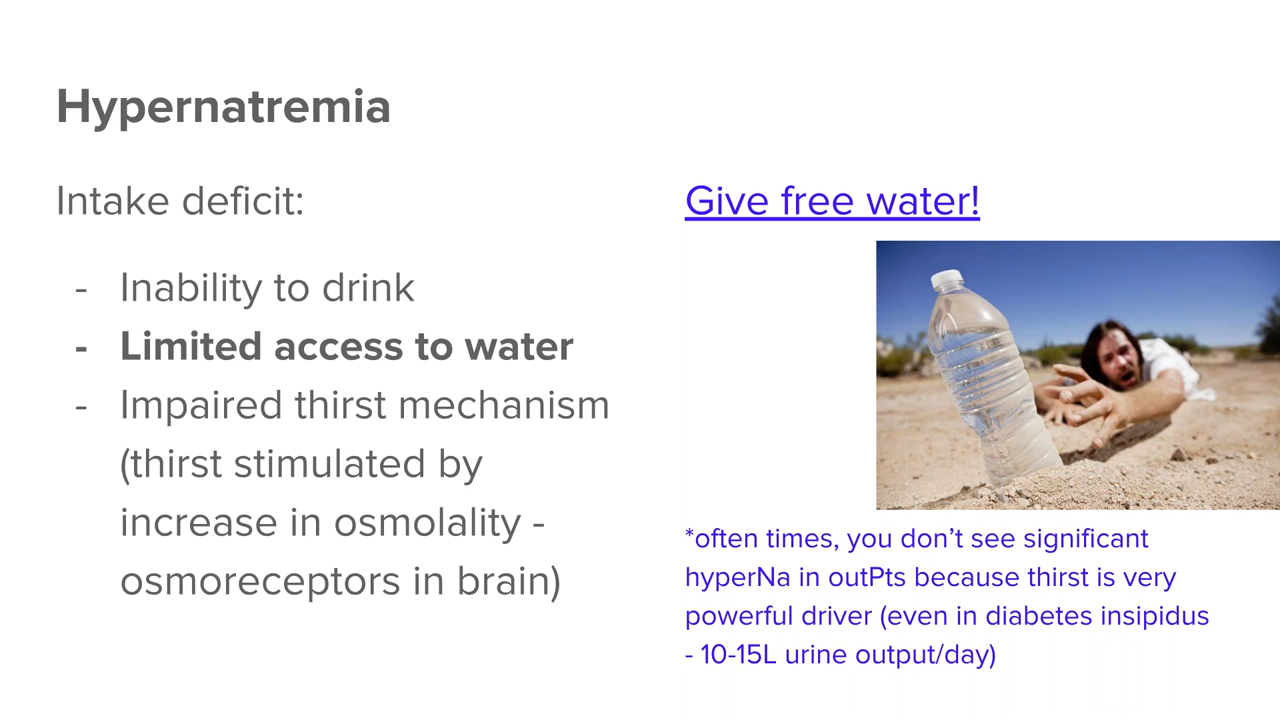 Hypernatremia
Intake deficit:
- Inability to drink
- Limited access to water
- Impaired thirst mechanism
(thirst stimulated by
increase in osmolality -
osmoreceptors in brain)
Give free water!
*often times, you don’t see significant
hyperNa in outPts because thirst is very
powerful driver (even in diabetes insipidus
- 10-15L urine output/day)